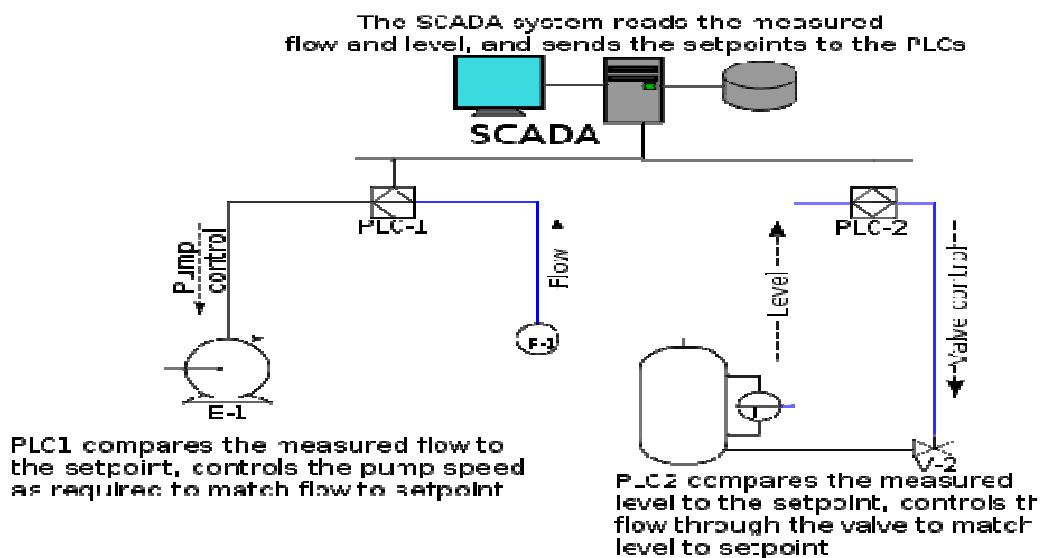 The SCADA system reads the measured
flow and level, and sends the setpoints to the PLCs
SCADA
PLC-1
PLC-2
Pump
control
Flow
Level
Valve control
F-1
E-1
V-2
PLC1 compares the measured flow to
the setpoint, controls the pump speed
as required to match flow to setpoint
PLC2 compares the measured
level to the setpoint, controls th
flow through the valve to match
level to setpoint